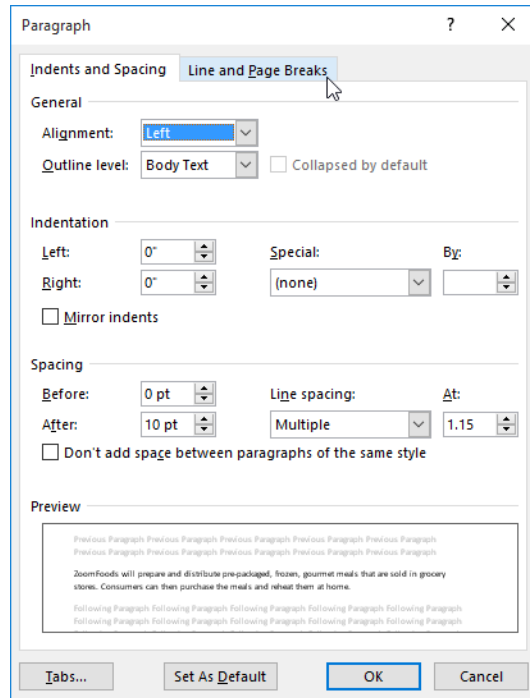 Paragraph ?
Indents and Spacing Line and Page Breaks
General
Alignment: Left
Outline level: Body Text Collapsed by default
Indentation
Left: 0" Special: By:
Right: 0" (none)
Mirror indents
Spacing
Before: 0 pt Line spacing: At:
After: 10 pt Multiple 1.15
Don't add space between paragraphs of the same style
Preview
Previous Paragraph Previous Paragraph Previous Paragraph Previous Paragraph Previous Paragraph
Previous Paragraph Previous Paragraph Previous Paragraph Previous Paragraph Previous Paragraph
ZoomFoods will prepare and distribute pre-packaged, frozen, gourmet meals that are sold in grocery
stores. Consumers can then purchase the meals and reheat them at home.
Following Paragraph Following Paragraph Following Paragraph Following Paragraph Following Paragraph
Following Paragraph Following Paragraph Following Paragraph Following Paragraph Following Paragraph
Tabs... Set As Default OK Cancel